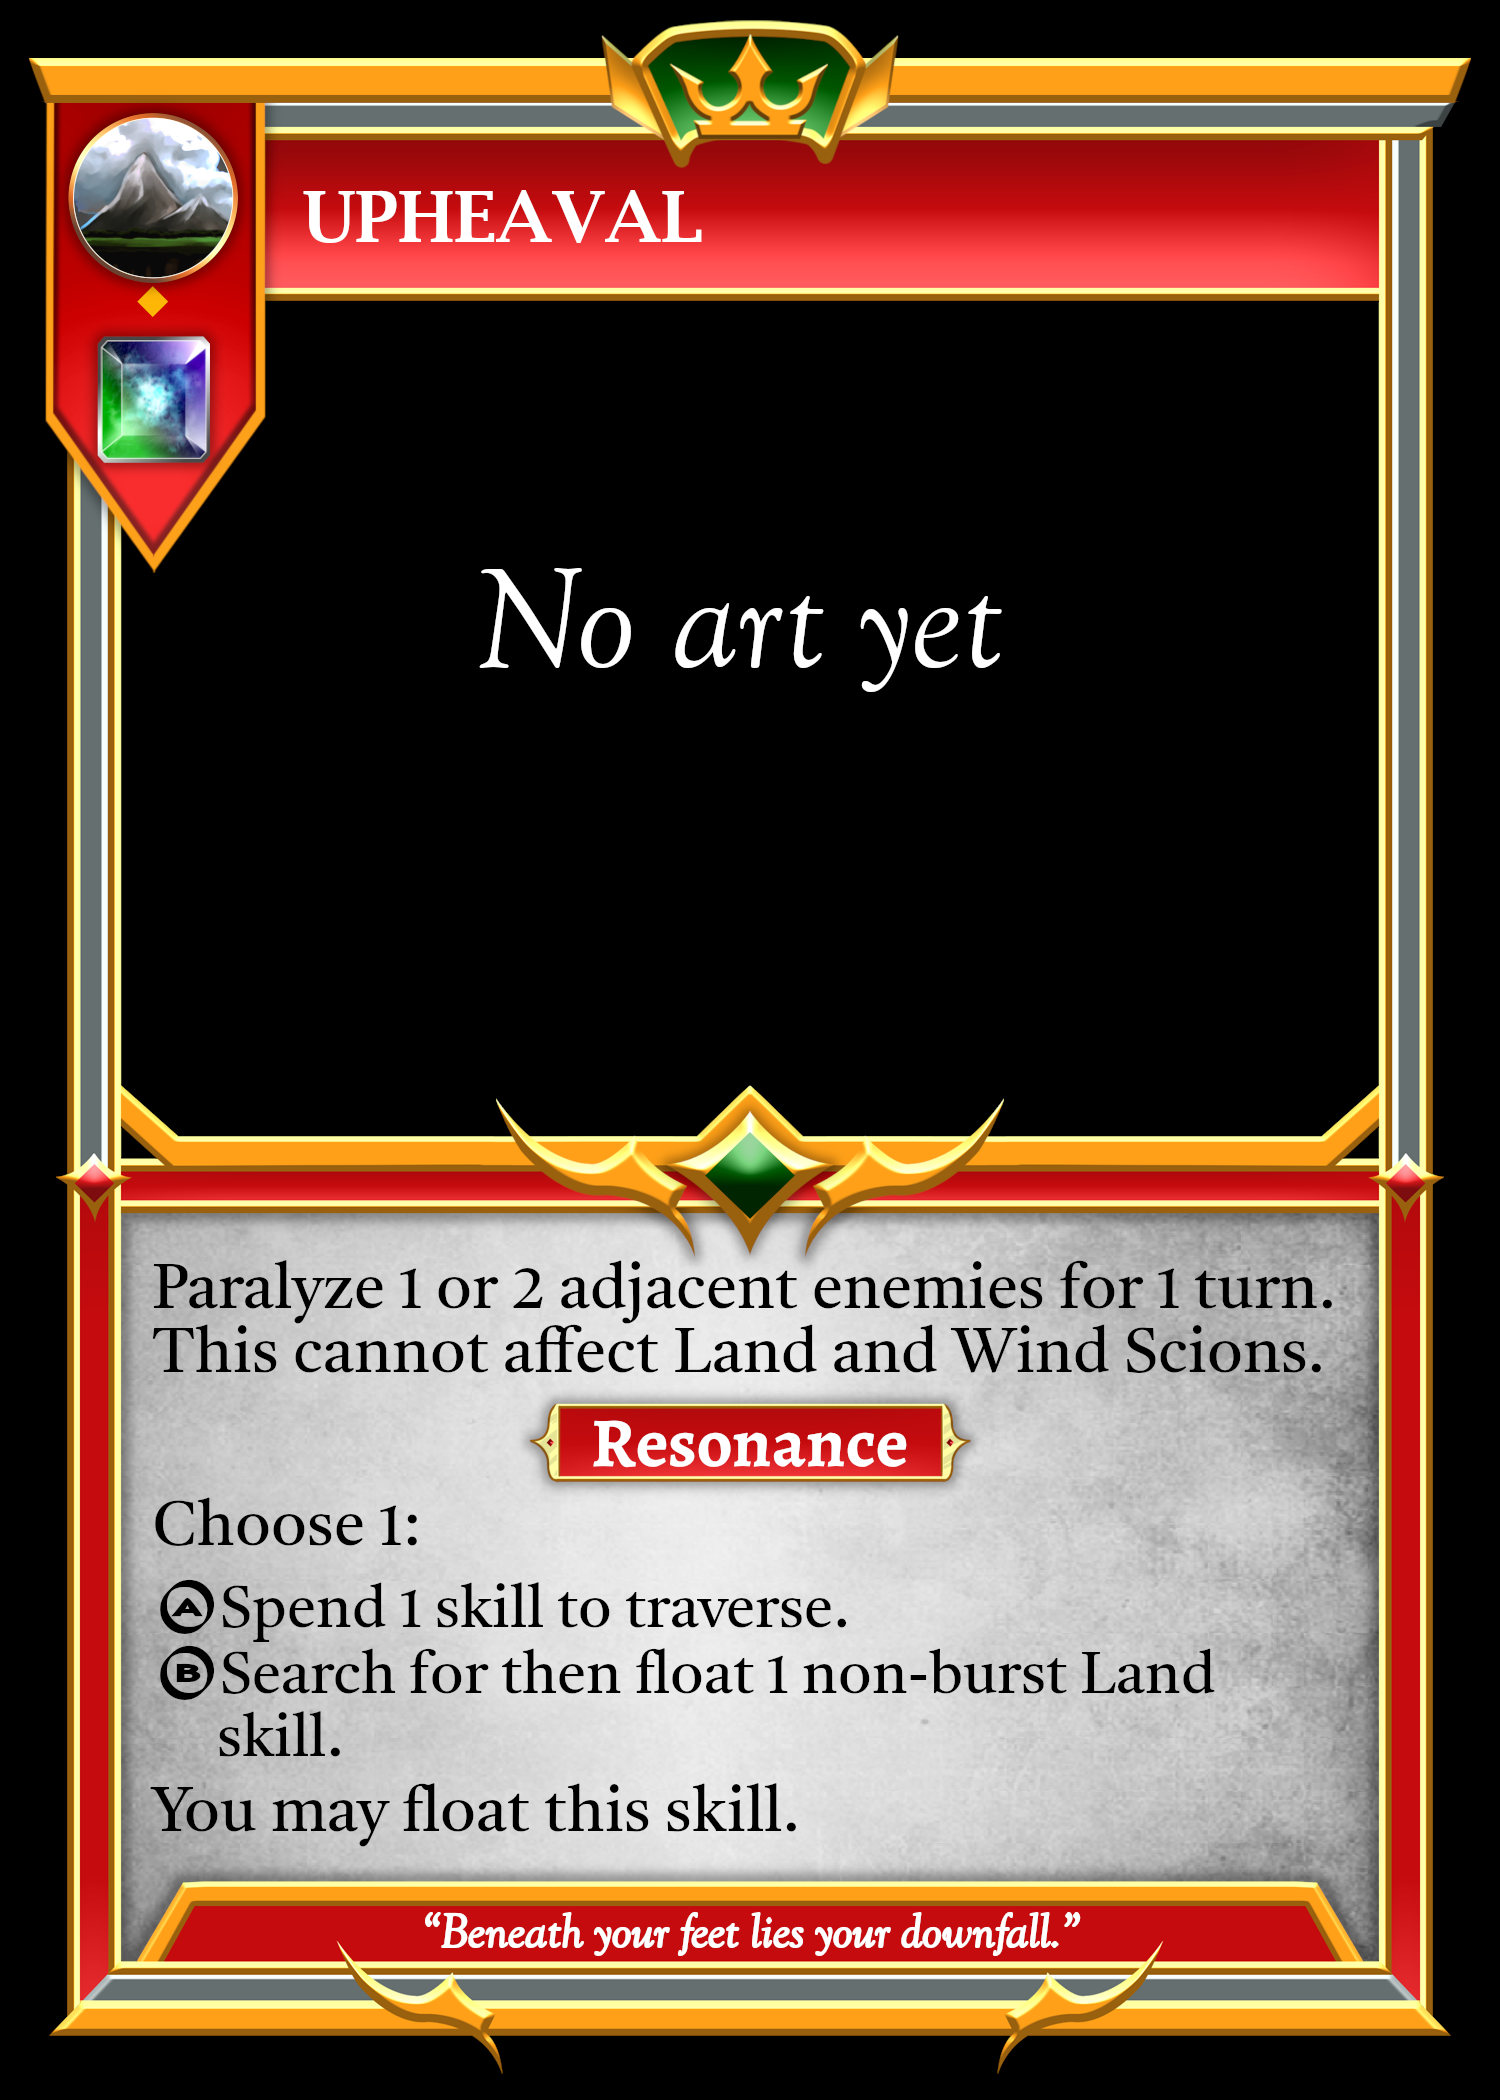 UPHEAVAL
No art yet
Paralyze 1 or 2 adjacent enemies for 1 turn.
This cannot affect Land and Wind Scions.
Resonance
Choose 1:
Ⓐ Spend 1 skill to traverse.
Ⓑ Search for then float 1 non-burst Land
skill.
You may float this skill.
“Beneath your feet lies your downfall.”